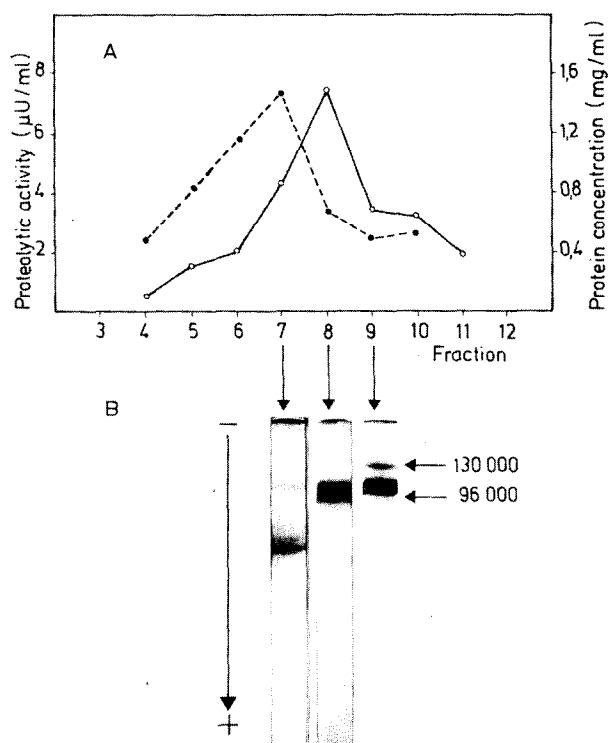 A
Proteolytic activity (μU/ml)
8
6
4
2
Protein concentration (mg/ml)
1,6
1,2
0,8
0,4
3 4 5 6 7 8 9 10 11 12
Fraction
B
−
130 000
96 000
+